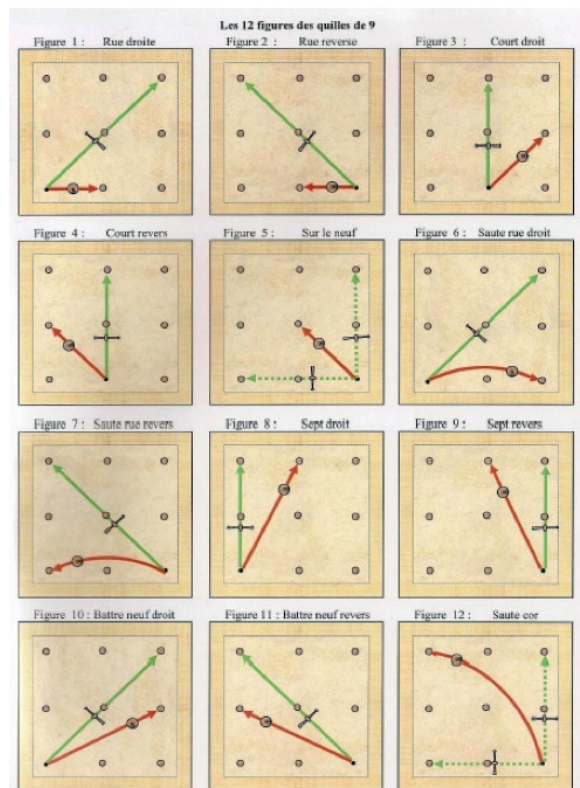 Les 12 figures des quilles de 9
Figure 1 : Rue droite
Figure 2 : Rue reverse
Figure 3 : Court droit
Figure 4 : Court revers
Figure 5 : Sur le neuf
Figure 6 : Saute rue droit
Figure 7 : Saute rue revers
Figure 8 : Sept droit
Figure 9 : Sept revers
Figure 10 : Battre neuf droit
Figure 11 : Battre neuf revers
Figure 12 : Saute cor